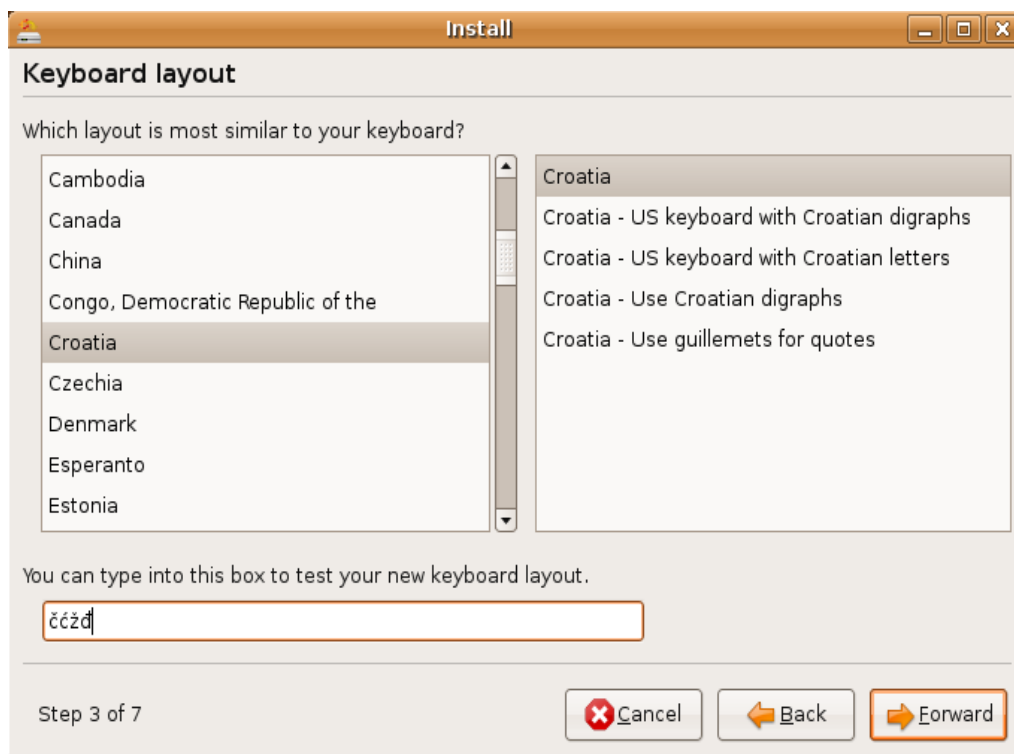 Install
Keyboard layout
Which layout is most similar to your keyboard?
Cambodia
Canada
China
Congo, Democratic Republic of the
Croatia
Czechia
Denmark
Esperanto
Estonia
Croatia
Croatia - US keyboard with Croatian digraphs
Croatia - US keyboard with Croatian letters
Croatia - Use Croatian digraphs
Croatia - Use guillemets for quotes
You can type into this box to test your new keyboard layout.
čćžđ
Step 3 of 7
Cancel
Back
Forward